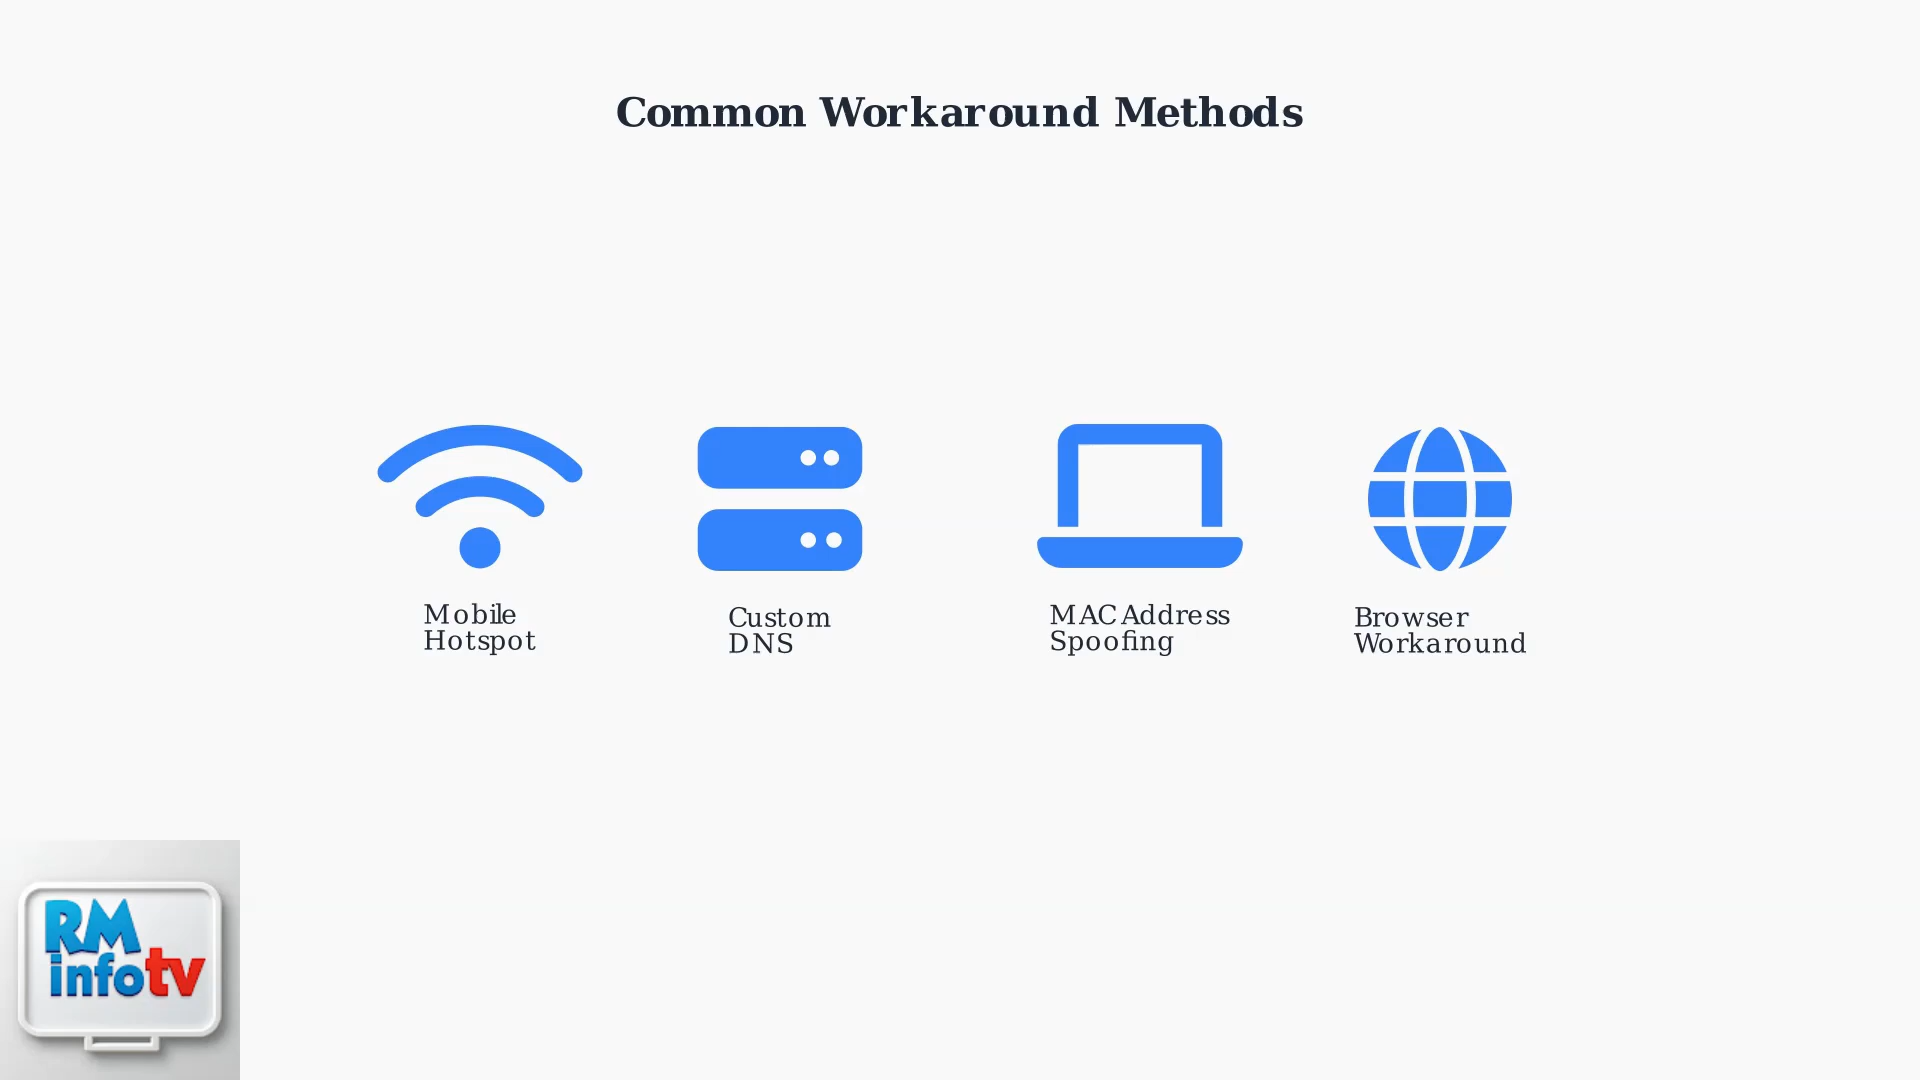 Common Workaround Methods
Mobile
Hotspot
Custom
DNS
MAC Address
Spoofing
Browser
Workaround
RM
infotv